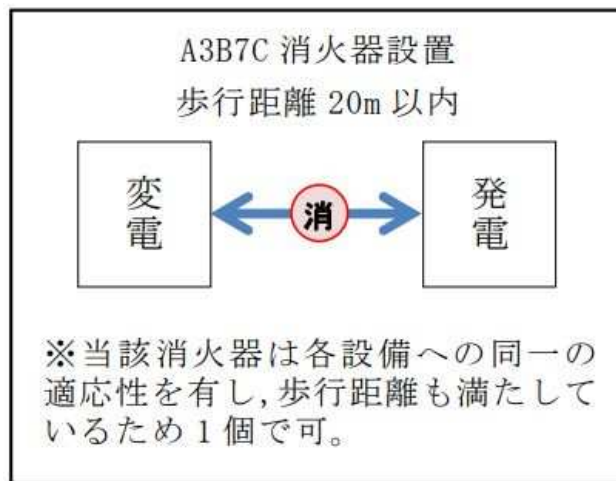 A3B7C 消火器設置
歩行距離 20m 以内
変電
消
発電
※当該消火器は各設備への同一の
適応性を有し,歩行距離も満たして
いるため 1 個で可。